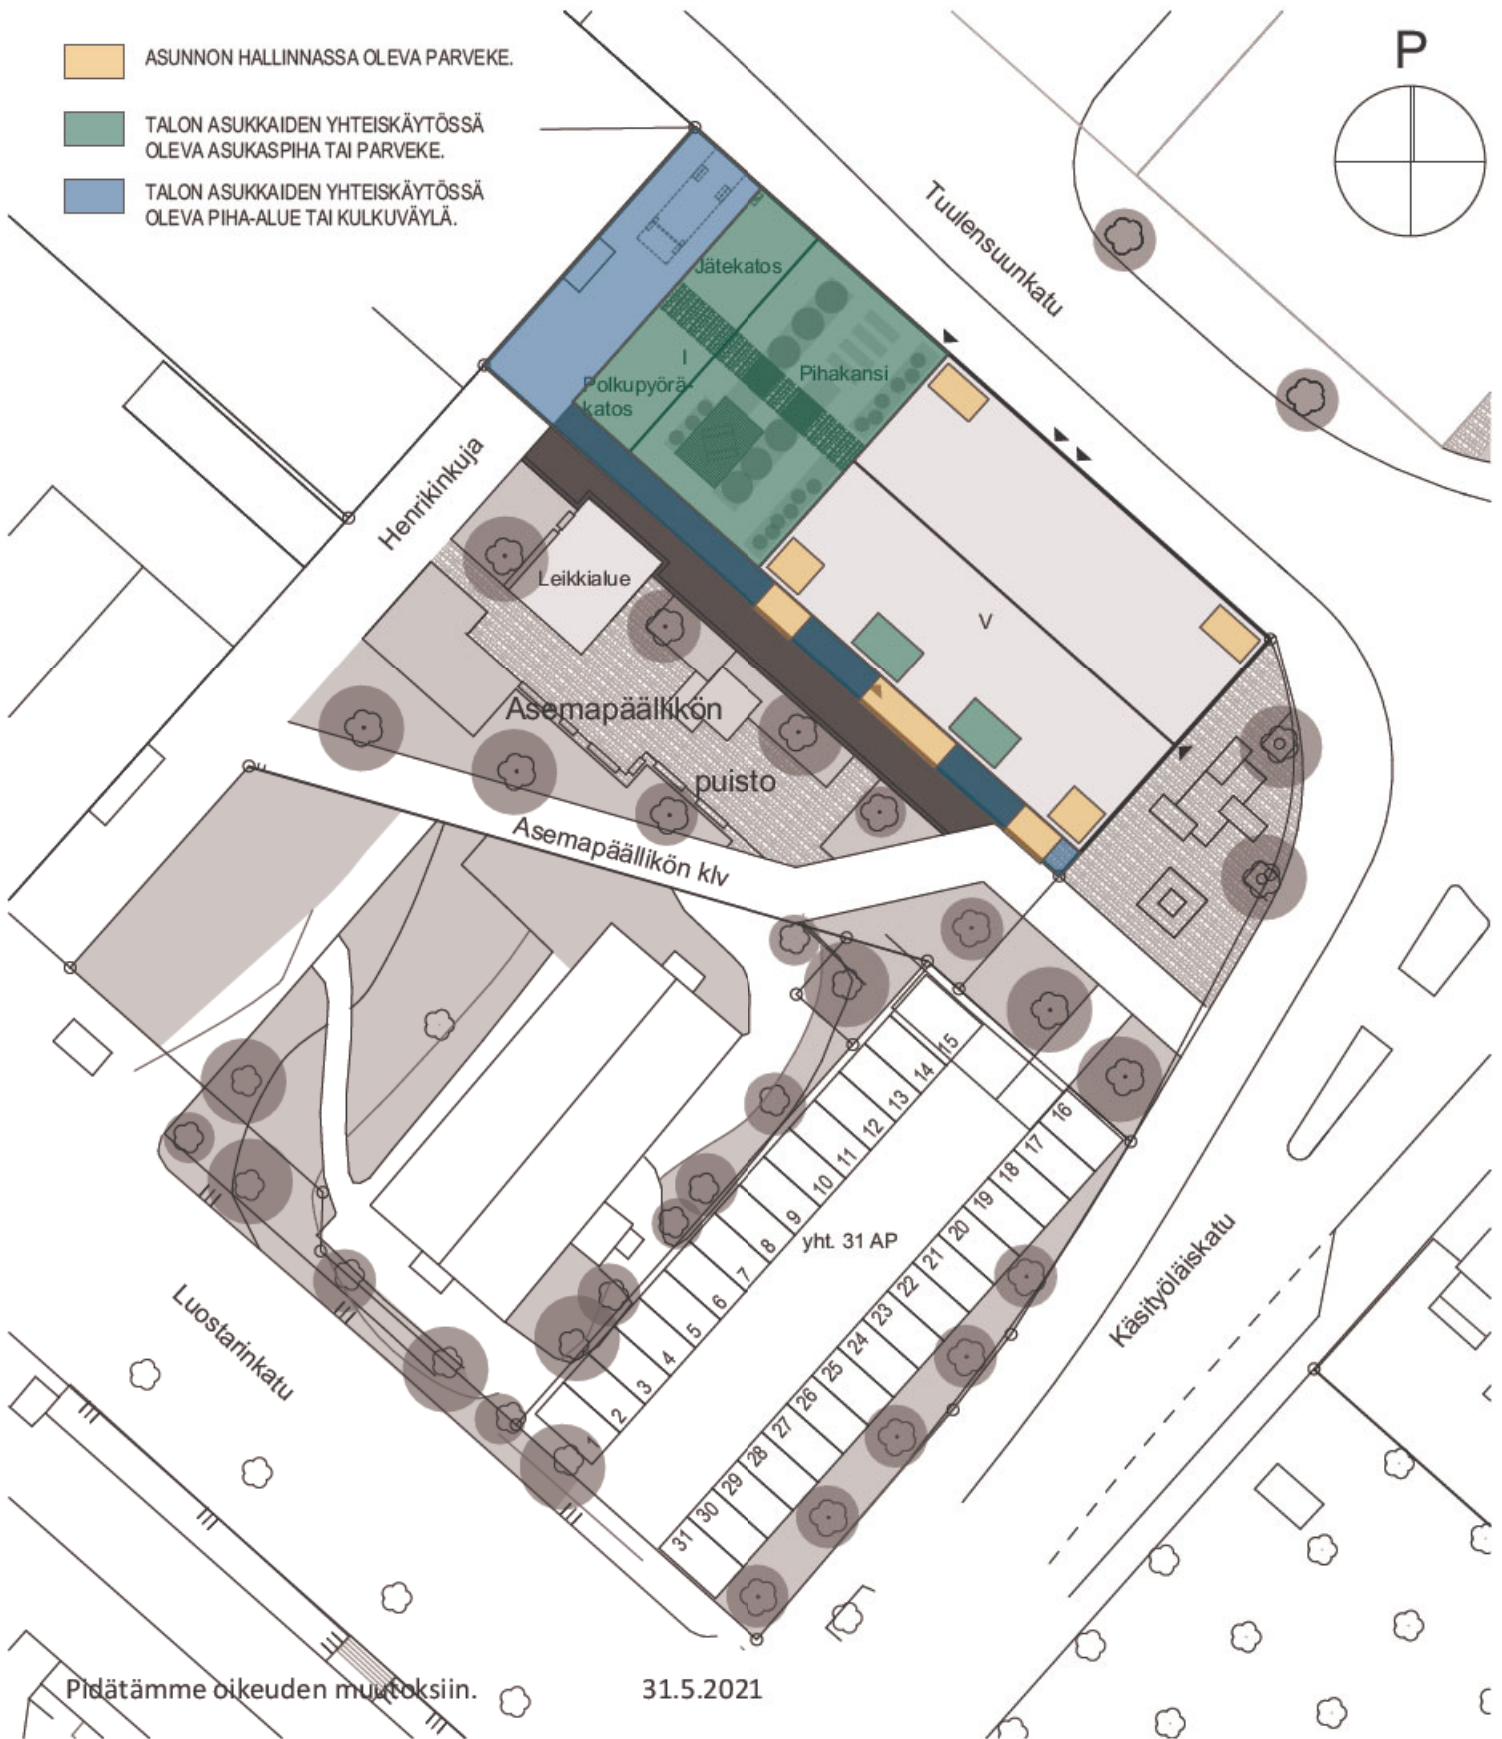 P
ASUNNON HALLINNASSA OLEVA PARVEKE.
TALON ASUKKAIDEN YHTEISKÄYTÖSSÄ
OLEVA ASUKASPIHA TAI PARVEKE.
TALON ASUKKAIDEN YHTEISKÄYTÖSSÄ
OLEVA PIHA-ALUE TAI KULKUVÄYLÄ.
Tuulensuunkatu
Jätekatos
I
Pihakansi
Polkupyörä-
katos
Henrikinkuja
Leikkialue
V
Asemapäällikön
puisto
Asemapäällikön klv
15
14
13
12
11
10
9
8
7
6
5
4
3
2
1
yht. 31 AP
16
17
18
19
20
21
22
23
24
25
26
27
28
29
30
31
Käsityöläiskatu
Luostarinkatu
Pidätämme oikeuden muutoksiin.
31.5.2021